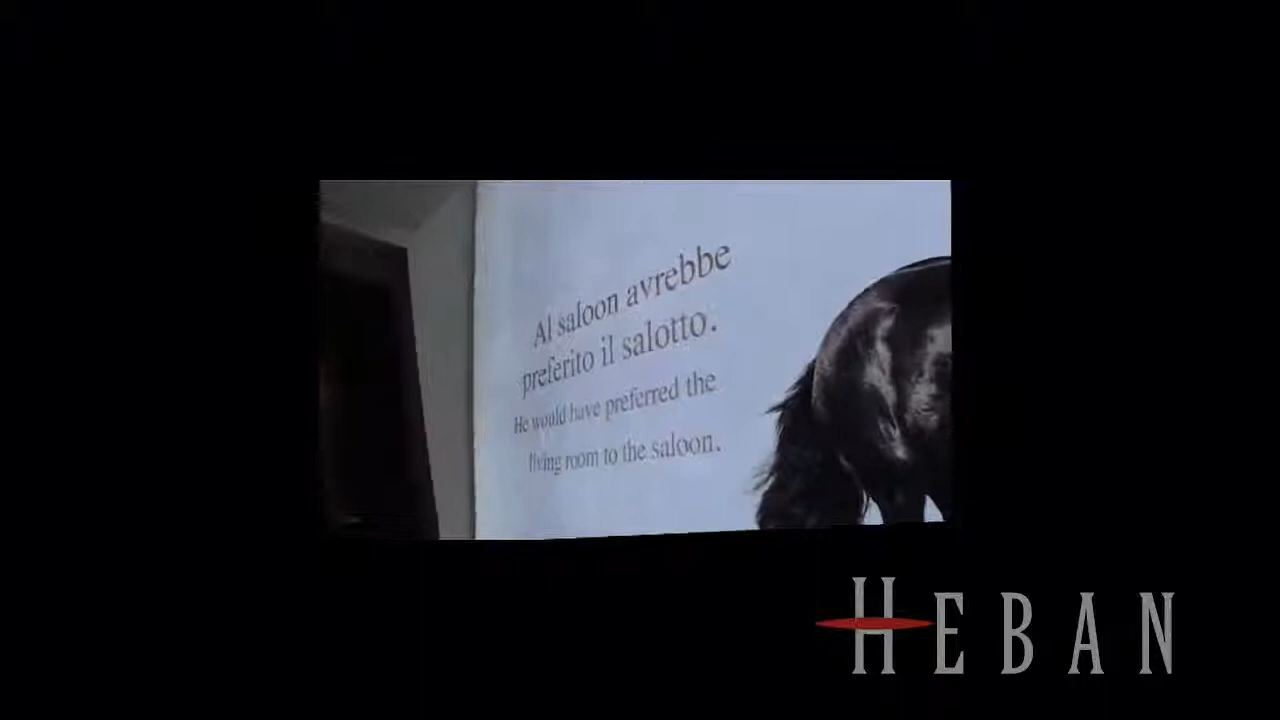 Al saloon avrebbe
preferito il salotto.
He would have preferred the
living room to the saloon.
HEBAN